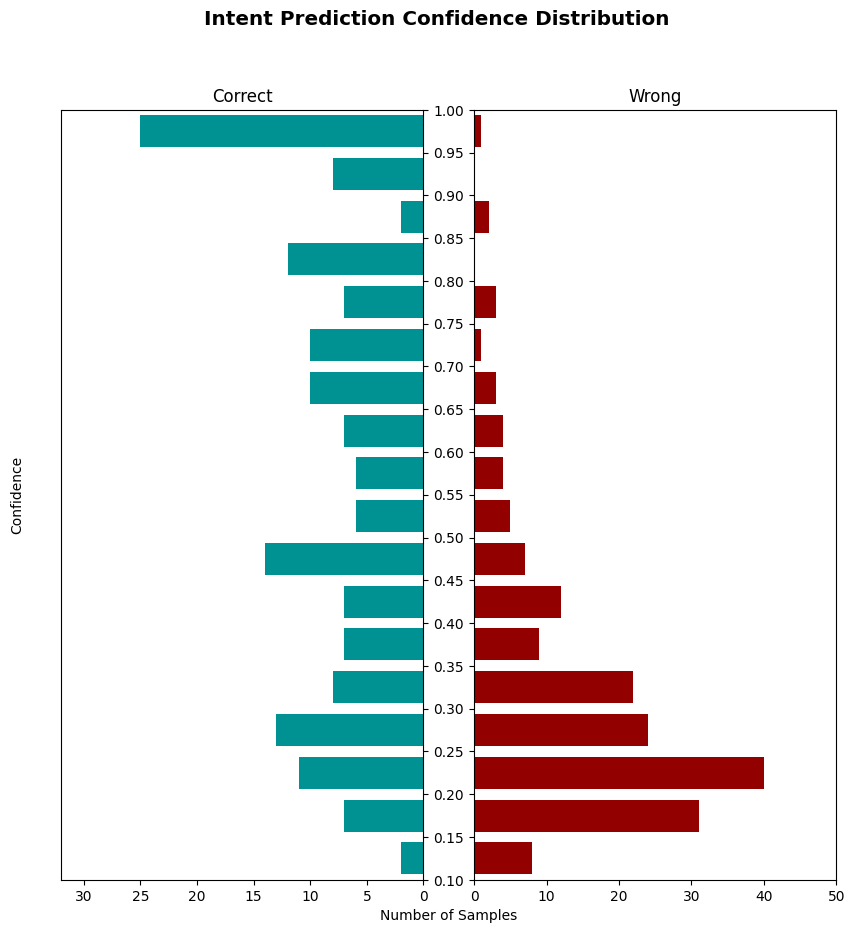 Intent Prediction Confidence Distribution
Correct
Wrong
1.00
0.95
0.90
0.85
0.80
0.75
0.70
0.65
0.60
0.55
0.50
0.45
0.40
0.35
0.30
0.25
0.20
0.15
0.10
Confidence
30 25 20 15 10 5 0
0 10 20 30 40 50
Number of Samples